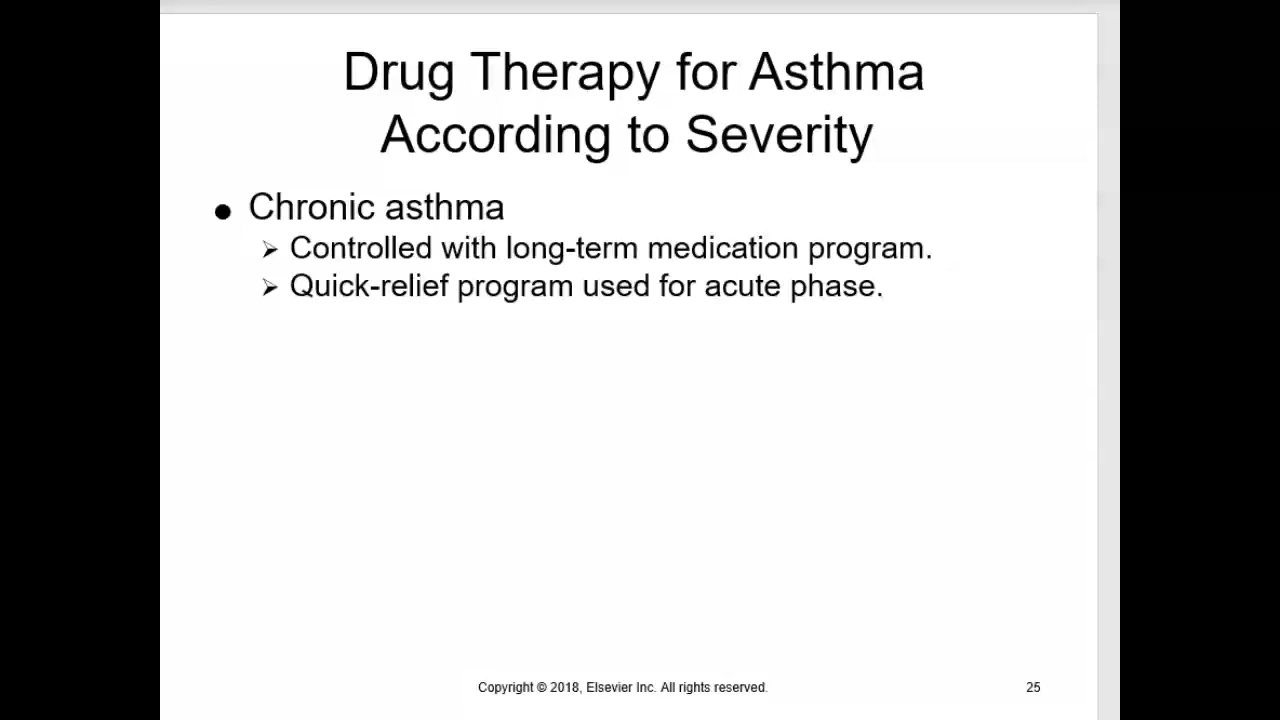 Drug Therapy for Asthma
According to Severity
● Chronic asthma
➢ Controlled with long-term medication program.
➢ Quick-relief program used for acute phase.
Copyright © 2018, Elsevier Inc. All rights reserved.
25